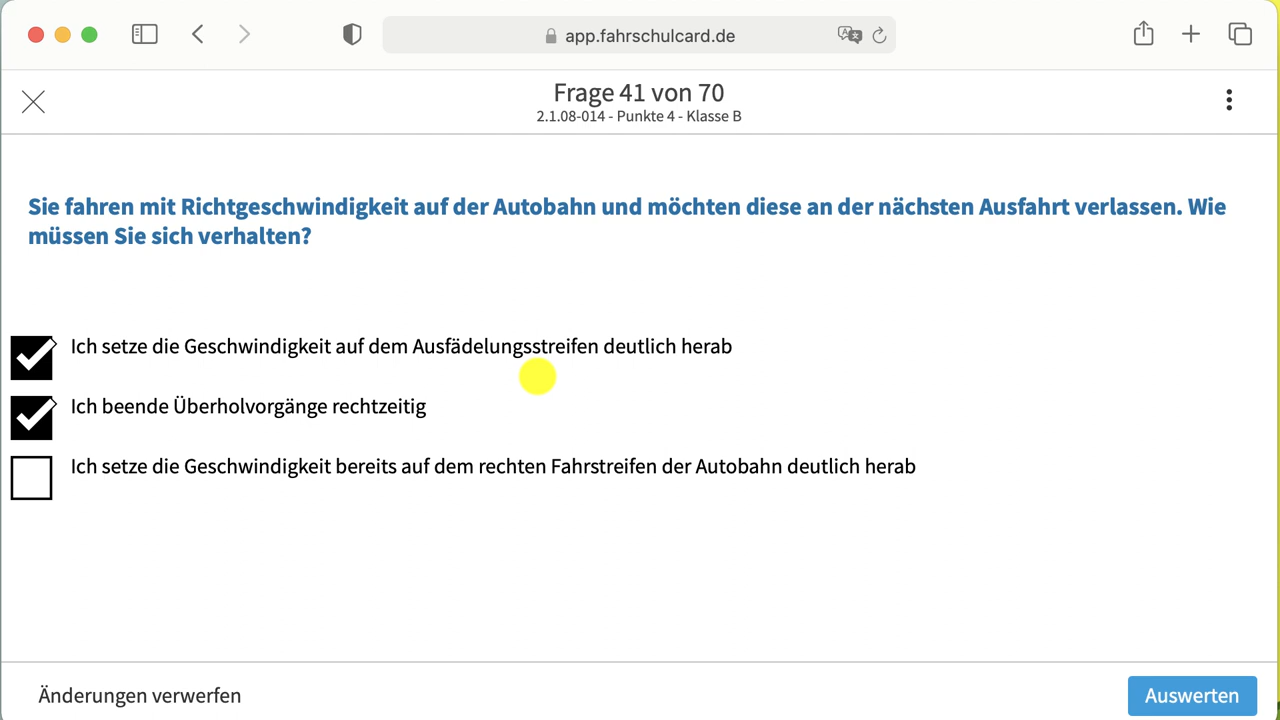 app.fahrschulcard.de
Frage 41 von 70
2.1.08-014 - Punkte 4 - Klasse B
Sie fahren mit Richtgeschwindigkeit auf der Autobahn und möchten diese an der nächsten Ausfahrt verlassen. Wie
müssen Sie sich verhalten?
Ich setze die Geschwindigkeit auf dem Ausfädelungsstreifen deutlich herab
Ich beende Überholvorgänge rechtzeitig
Ich setze die Geschwindigkeit bereits auf dem rechten Fahrstreifen der Autobahn deutlich herab
Änderungen verwerfen
Auswerten